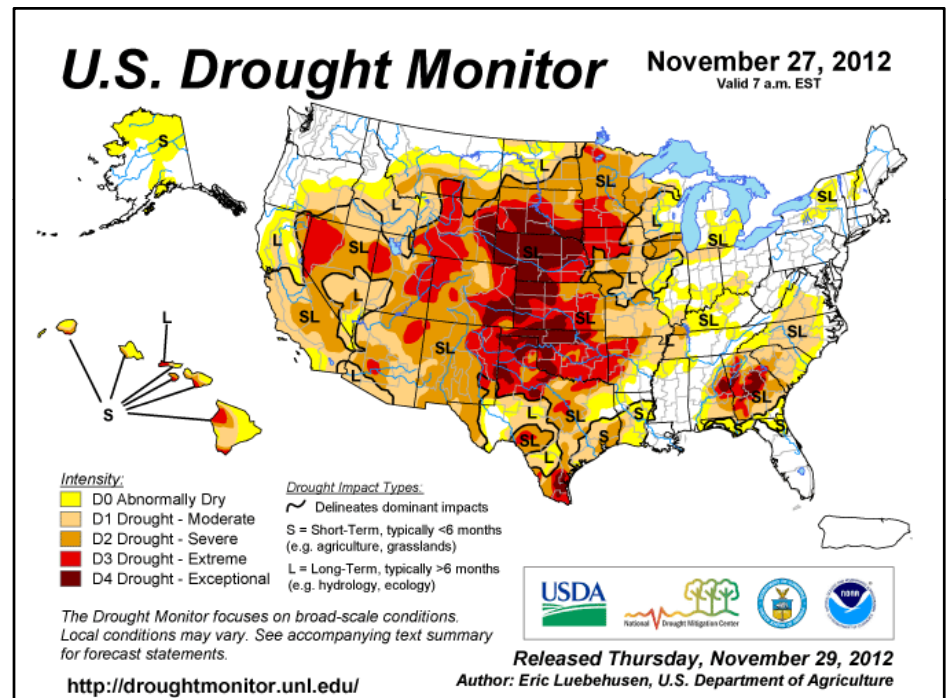 U.S. Drought Monitor
November 27, 2012
Valid 7 a.m. EST
S
L
S
L
L
SL
L
SL
L
SL
SL
L
SL
L
SL
L
SL
SL
L
SL
SL
SL
L
SL
L
SL
S
SL
S
S
Intensity:
D0 Abnormally Dry
D1 Drought - Moderate
D2 Drought - Severe
D3 Drought - Extreme
D4 Drought - Exceptional
Drought Impact Types:
Delineates dominant impacts
S = Short-Term, typically <6 months
(e.g. agriculture, grasslands)
L = Long-Term, typically >6 months
(e.g. hydrology, ecology)
The Drought Monitor focuses on broad-scale conditions.
Local conditions may vary. See accompanying text summary
for forecast statements.
http://droughtmonitor.unl.edu/
USDA
National Drought Mitigation Center
NOAA
Released Thursday, November 29, 2012
Author: Eric Luebehusen, U.S. Department of Agriculture